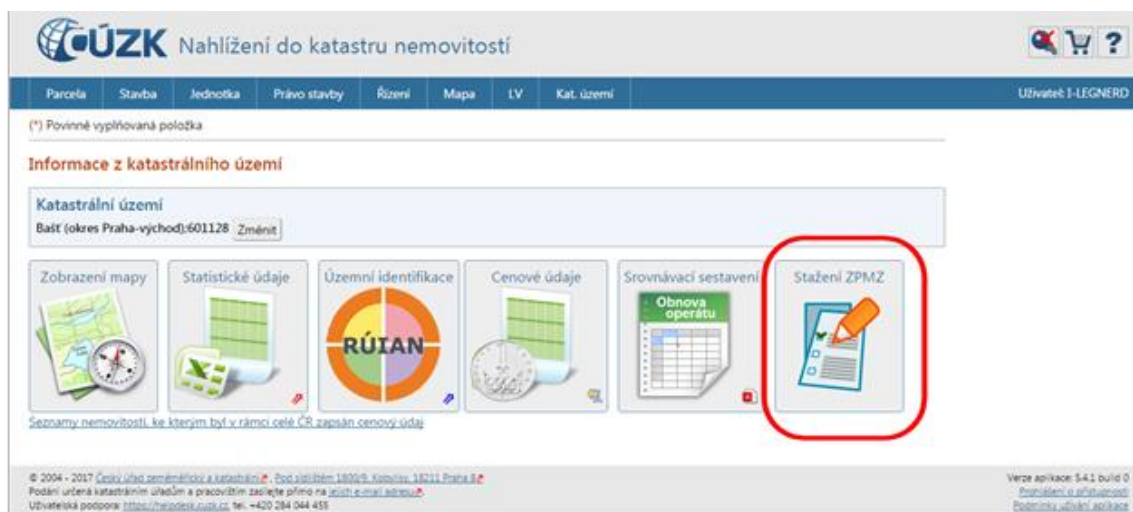 ČÚZK Nahlížení do katastru nemovitostí
Parcela Stavba Jednotka Právo stavby Řízení Mapa LV Kat. území Uživatel: I-LEGNERD
(*) Povinně vyplňovaná položka
Informace z katastrálního území
Katastrální území
Bašť (okres Praha-východ);601128 Změnit
Zobrazení mapy Statistické údaje Územní identifikace Cenové údaje Srovnávací sestavení Stažení ZPMZ
Obnova
operátu
RÚIAN
Seznamy nemovitostí, ke kterým byl v rámci celé ČR zapsán cenový údaj
© 2004 - 2017 Český úřad zeměměřický a katastrální, Pod sídlištěm 1800/9, Kobylisy, 18211 Praha 8
Podání určená katastrálním úřadům a pracovištím zasílejte přímo na jejich e-mail adresu.
Uživatelská podpora: https://helpdesk.cuzk.cz, tel. +420 284 044 455
Verze aplikace: 5.4.1 build 0
Prohlášení o přístupnosti
Podmínky užívání aplikace